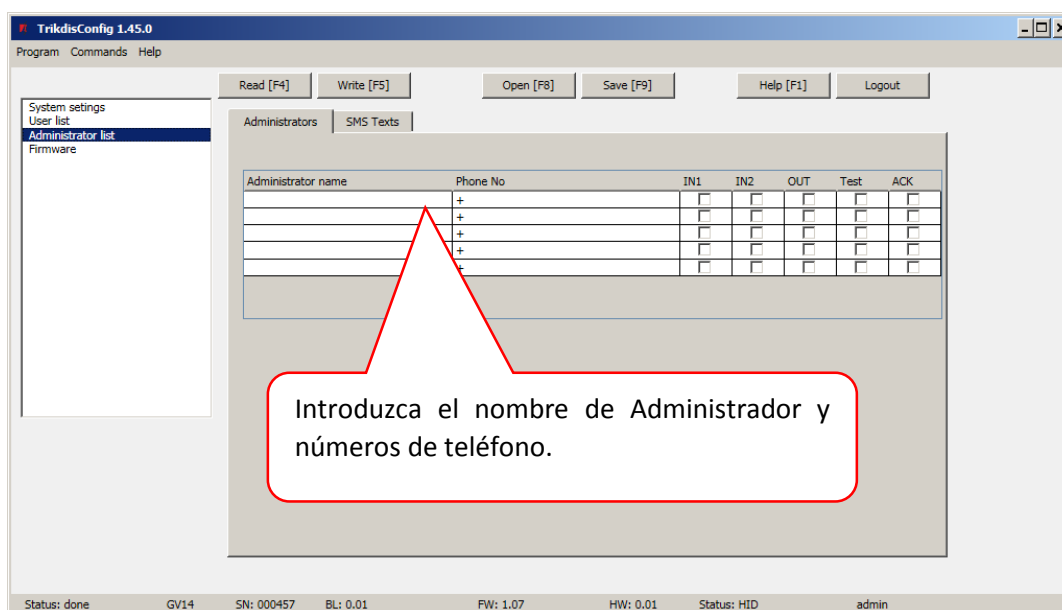 TrikdisConfig 1.45.0
Program Commands Help
Read [F4] Write [F5] Open [F8] Save [F9] Help [F1] Logout
System setings
User list
Administrator list
Firmware
Administrators SMS Texts
Administrator name Phone No IN1 IN2 OUT Test ACK
+
+
+
+
+
Introduzca el nombre de Administrador y
números de teléfono.
Status: done GV14 SN: 000457 BL: 0.01 FW: 1.07 HW: 0.01 Status: HID admin